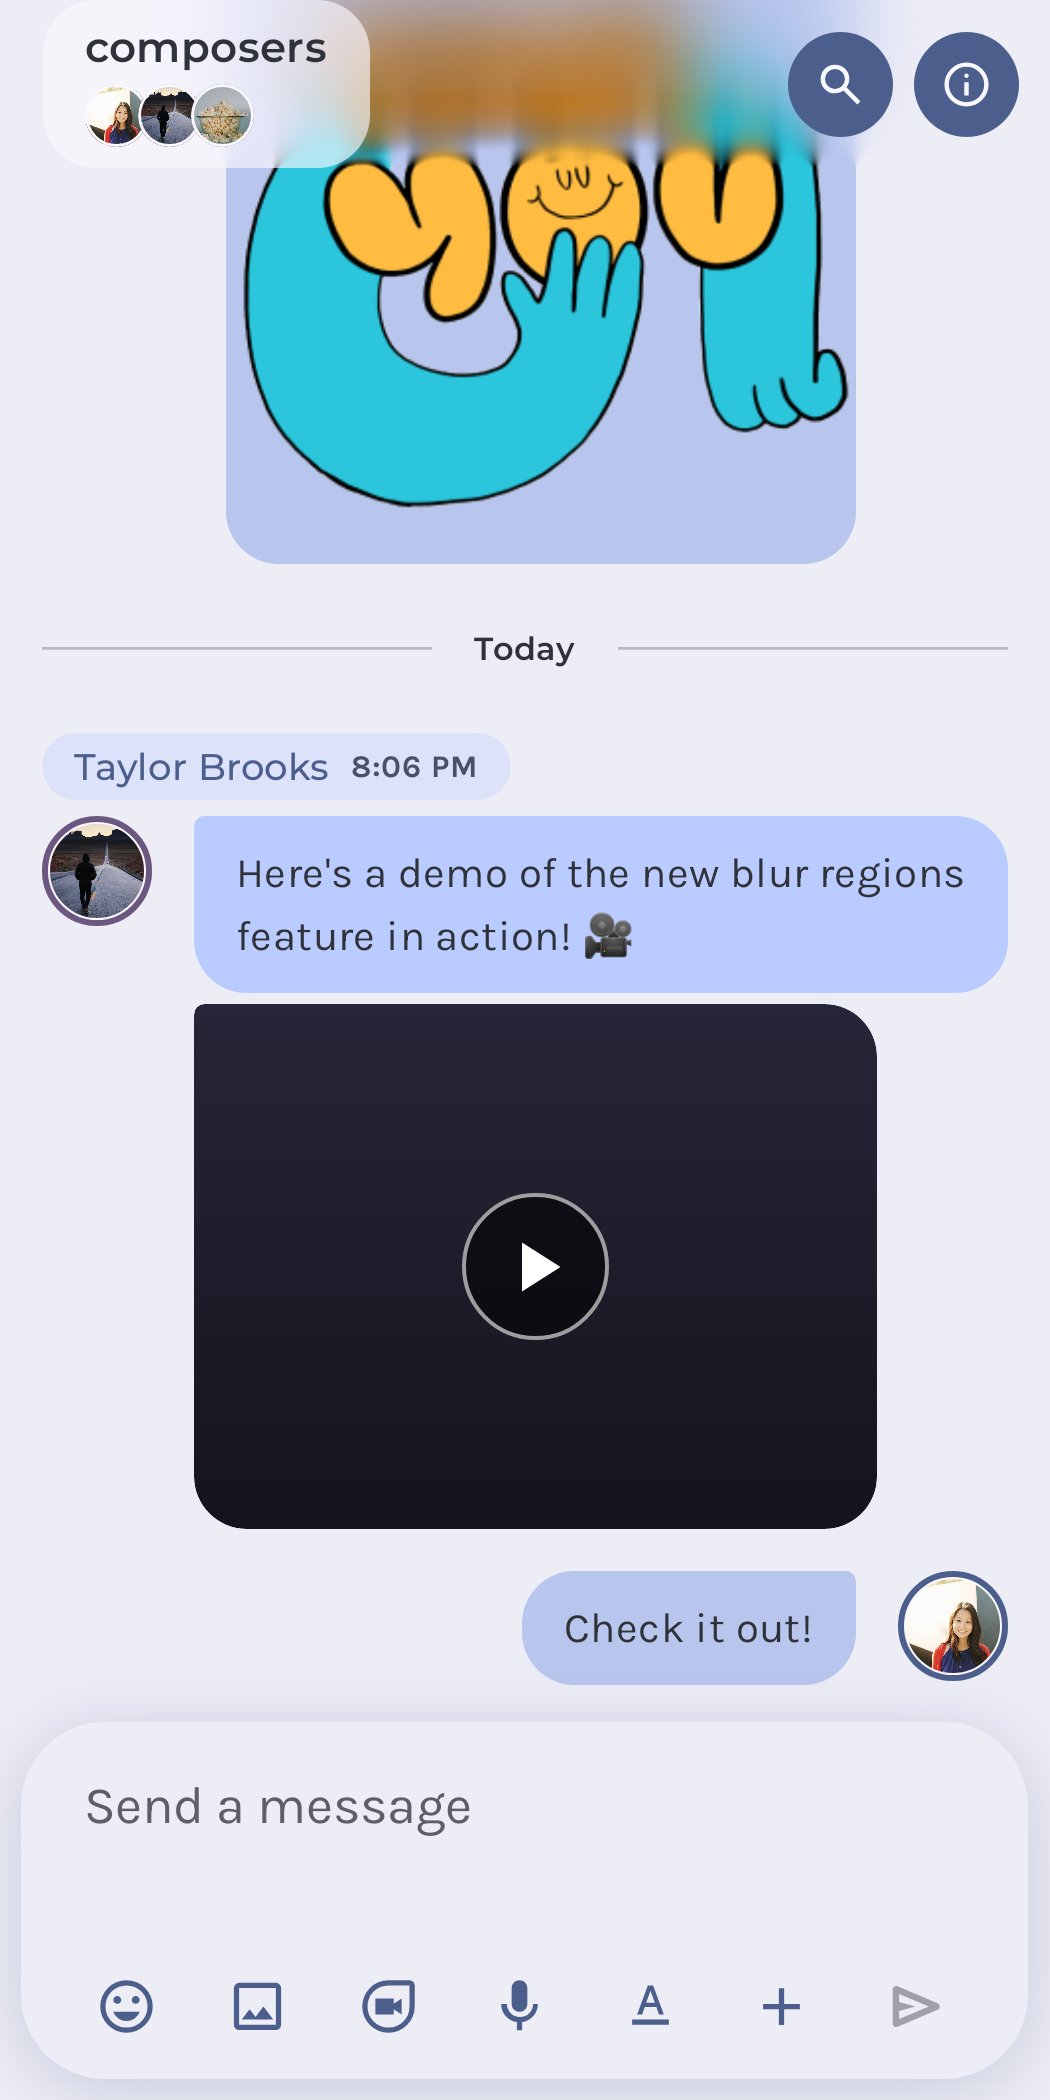 composers
you
Today
Taylor Brooks 8:06 PM
Here's a demo of the new blur regions
feature in action! 🎥
Check it out!
Send a message
A